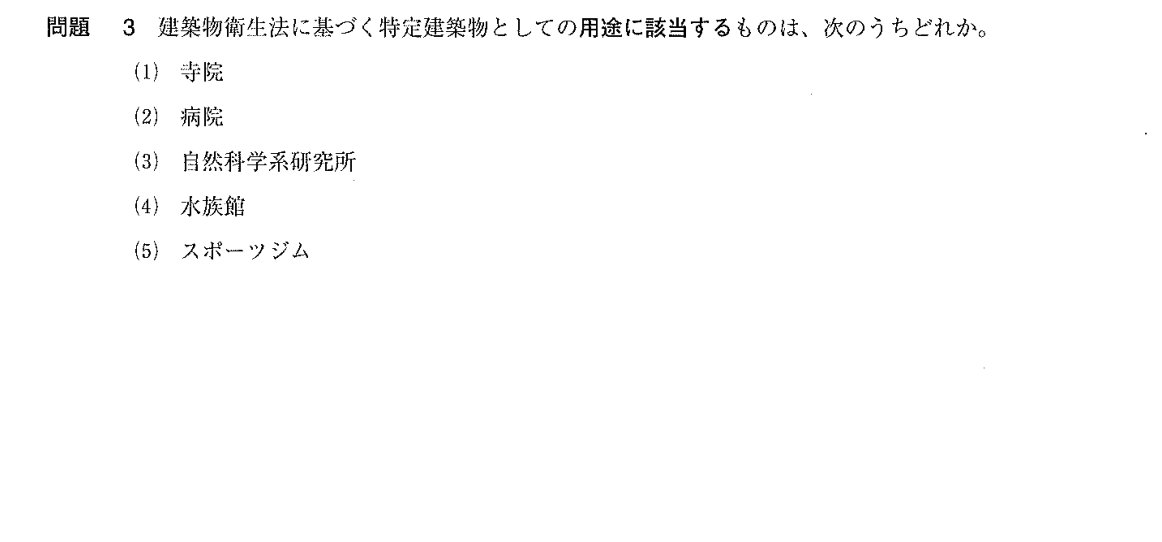 問題 3 建築物衛生法に基づく特定建築物としての用途に該当するものは、次のうちどれか。
(1) 寺院
(2) 病院
(3) 自然科学系研究所
(4) 水族館
(5) スポーツジム